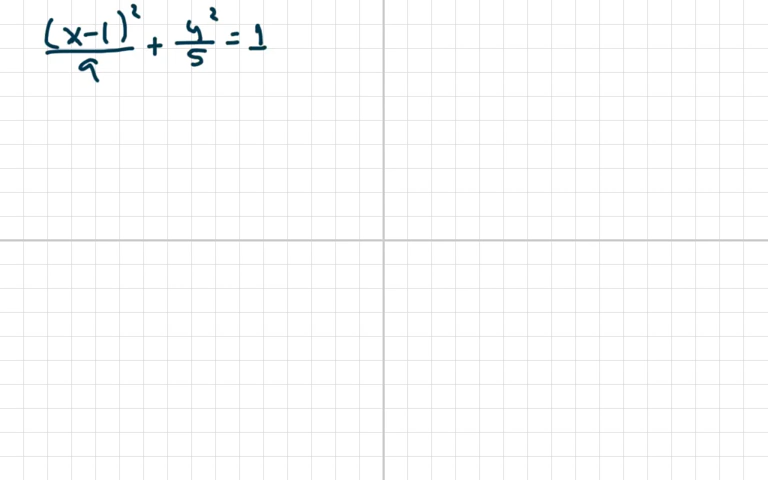 (x-1)²/9 + y²/5 = 1